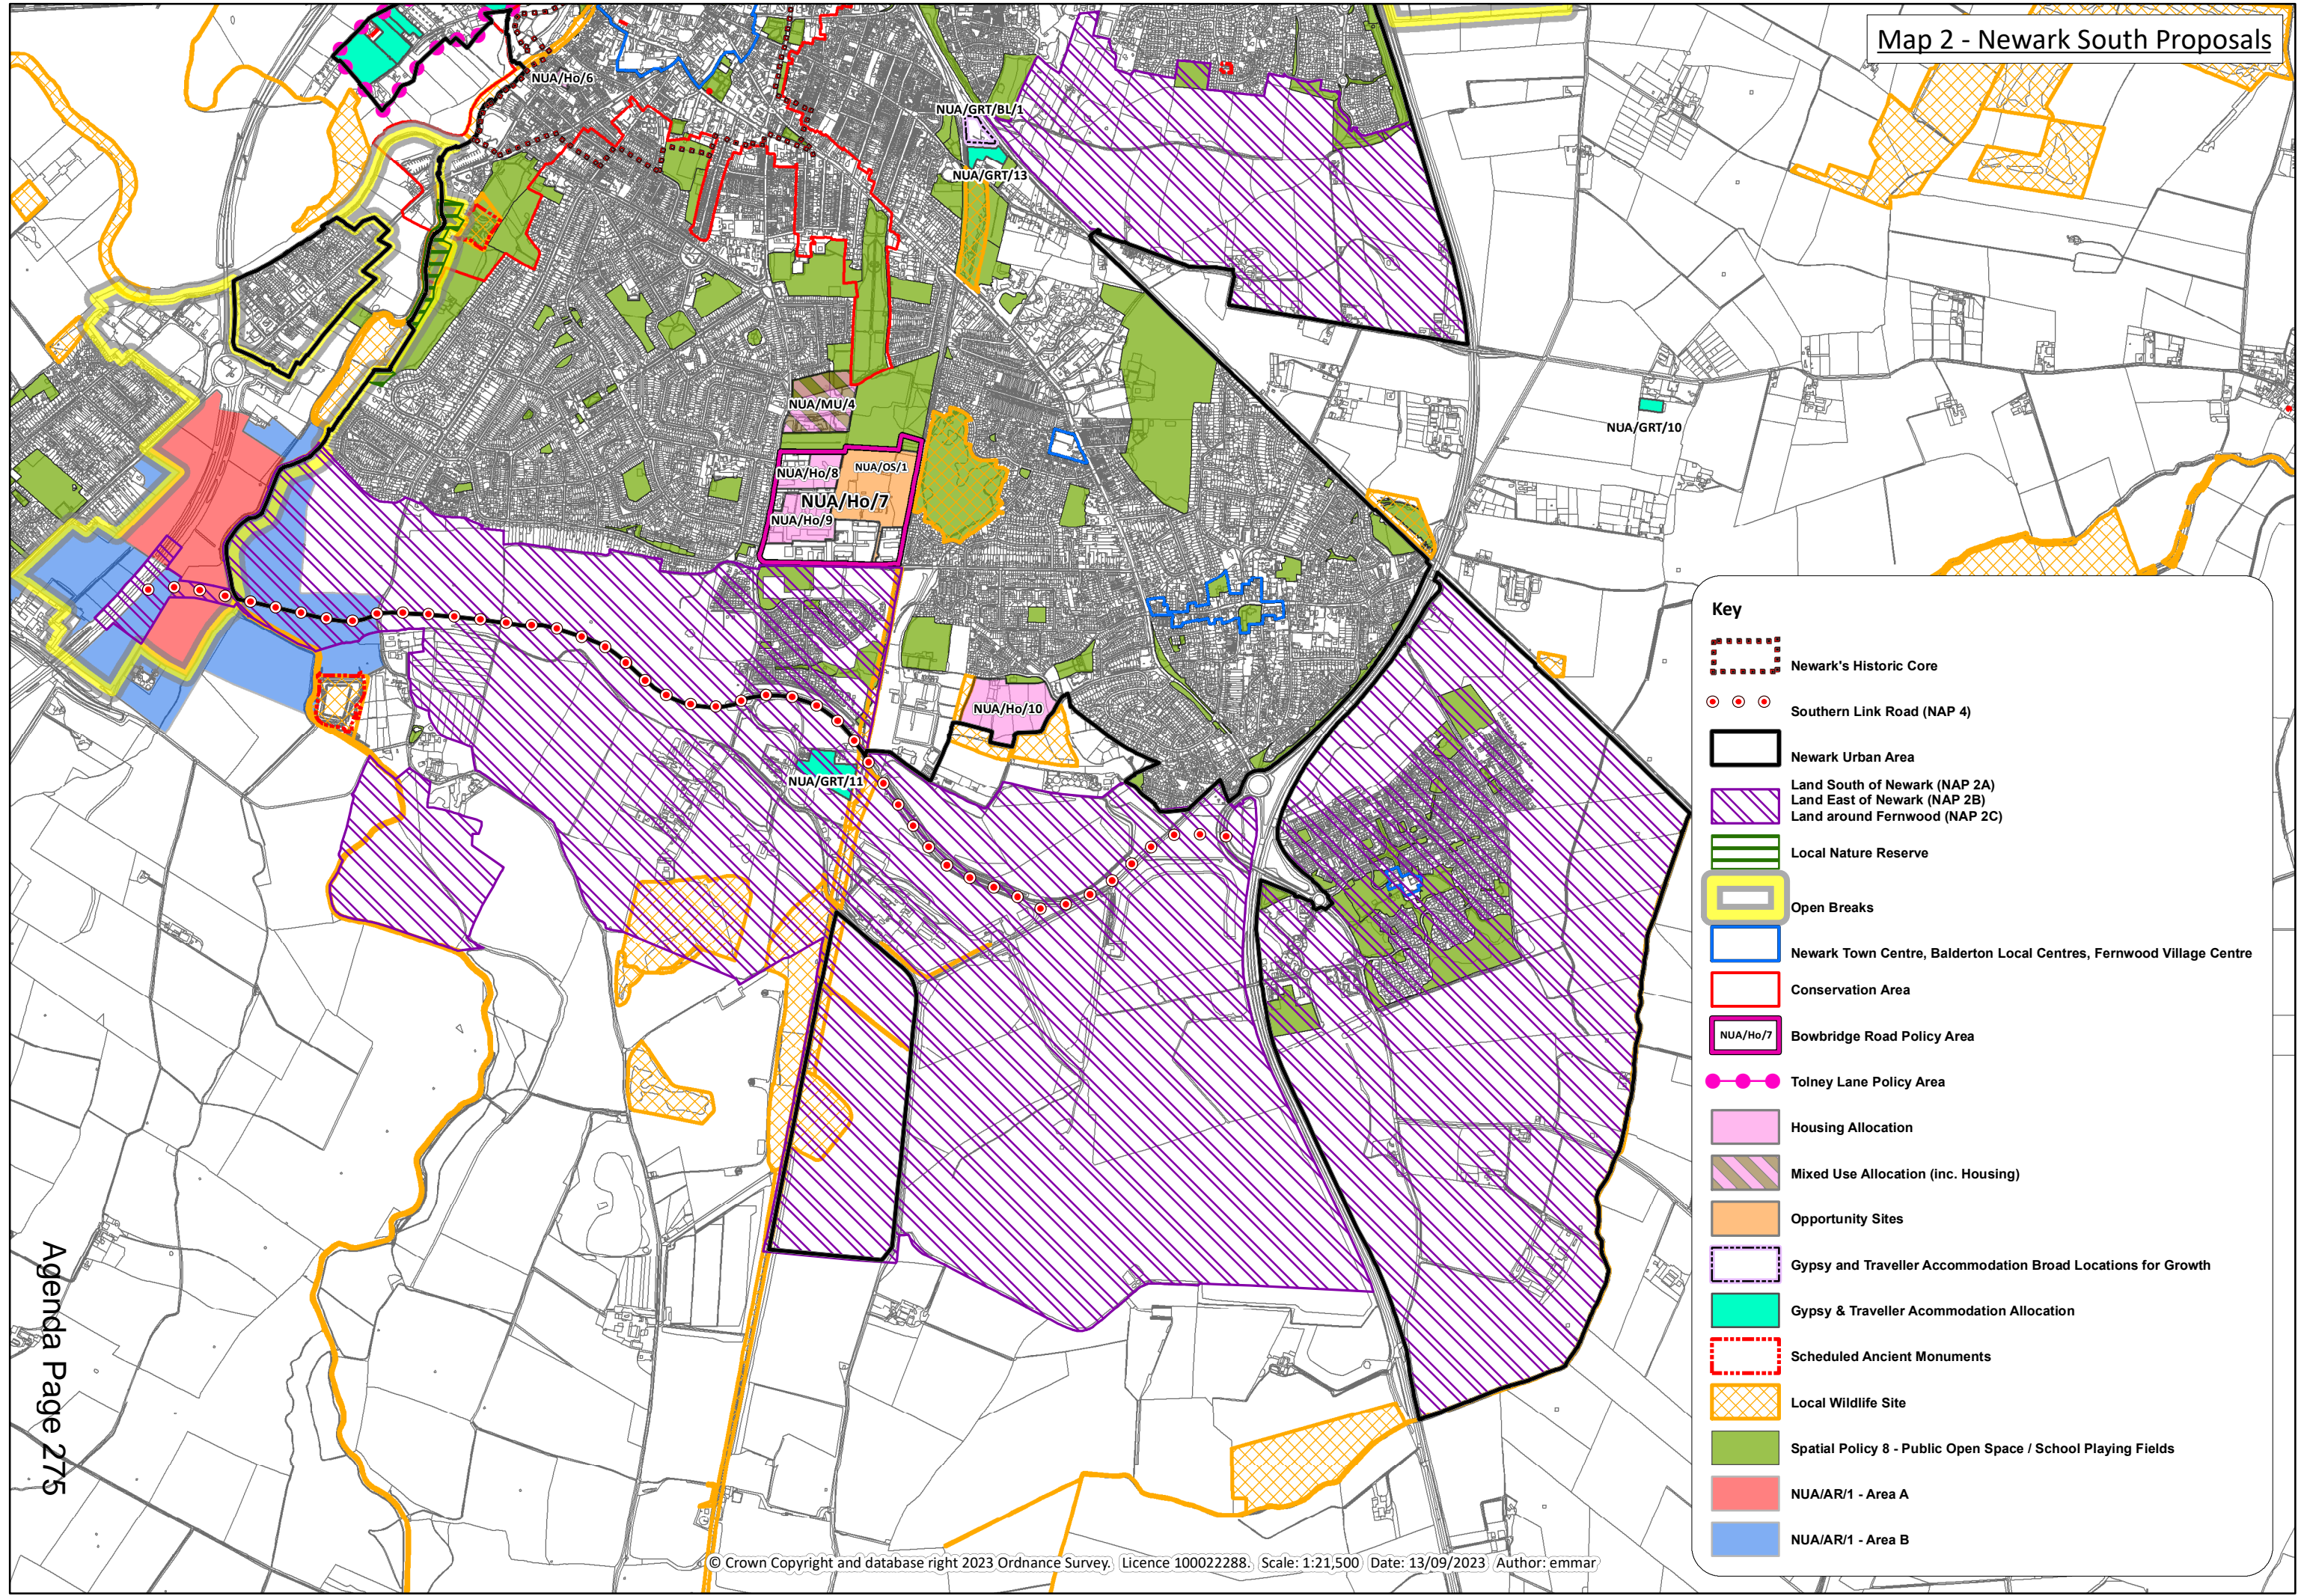 Map 2 - Newark South Proposals
NUA/Ho/6
NUA/GRT/BL/1
NUA/GRT/13
NUA/MU/4
NUA/GRT/10
NUA/Ho/8
NUA/OS/1
NUA/Ho/7
NUA/Ho/9
NUA/Ho/10
NUA/GRT/11
Key
Newark's Historic Core
Southern Link Road (NAP 4)
Newark Urban Area
Land South of Newark (NAP 2A)
Land East of Newark (NAP 2B)
Land around Fernwood (NAP 2C)
Local Nature Reserve
Open Breaks
Newark Town Centre, Balderton Local Centres, Fernwood Village Centre
Conservation Area
NUA/Ho/7 Bowbridge Road Policy Area
Tolney Lane Policy Area
Housing Allocation
Mixed Use Allocation (inc. Housing)
Opportunity Sites
Gypsy and Traveller Accommodation Broad Locations for Growth
Gypsy & Traveller Acommodation Allocation
Scheduled Ancient Monuments
Local Wildlife Site
Spatial Policy 8 - Public Open Space / School Playing Fields
NUA/AR/1 - Area A
NUA/AR/1 - Area B
Agenda Page 275
© Crown Copyright and database right 2023 Ordnance Survey. Licence 100022288. Scale: 1:21,500 Date: 13/09/2023 Author: emmar